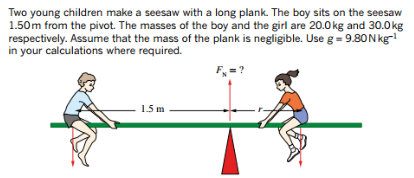 Two young children make a seesaw with a long plank. The boy sits on the seesaw
1.50 m from the pivot. The masses of the boy and the girl are 20.0 kg and 30.0 kg
respectively. Assume that the mass of the plank is negligible. Use g = 9.80 N kg⁻¹
in your calculations where required.
F_N = ?
1.5 m r